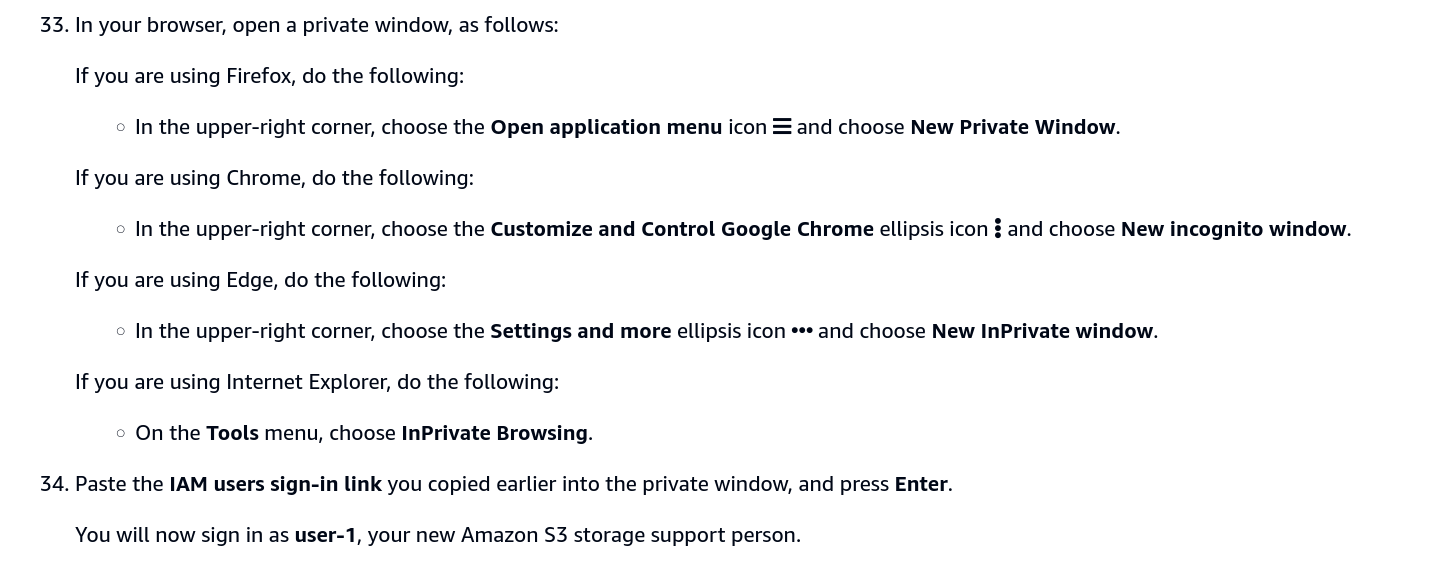 33. In your browser, open a private window, as follows:
If you are using Firefox, do the following:
○ In the upper-right corner, choose the Open application menu icon ☰ and choose New Private Window.
If you are using Chrome, do the following:
○ In the upper-right corner, choose the Customize and Control Google Chrome ellipsis icon ⋮ and choose New incognito window.
If you are using Edge, do the following:
○ In the upper-right corner, choose the Settings and more ellipsis icon ••• and choose New InPrivate window.
If you are using Internet Explorer, do the following:
○ On the Tools menu, choose InPrivate Browsing.
34. Paste the IAM users sign-in link you copied earlier into the private window, and press Enter.
You will now sign in as user-1, your new Amazon S3 storage support person.